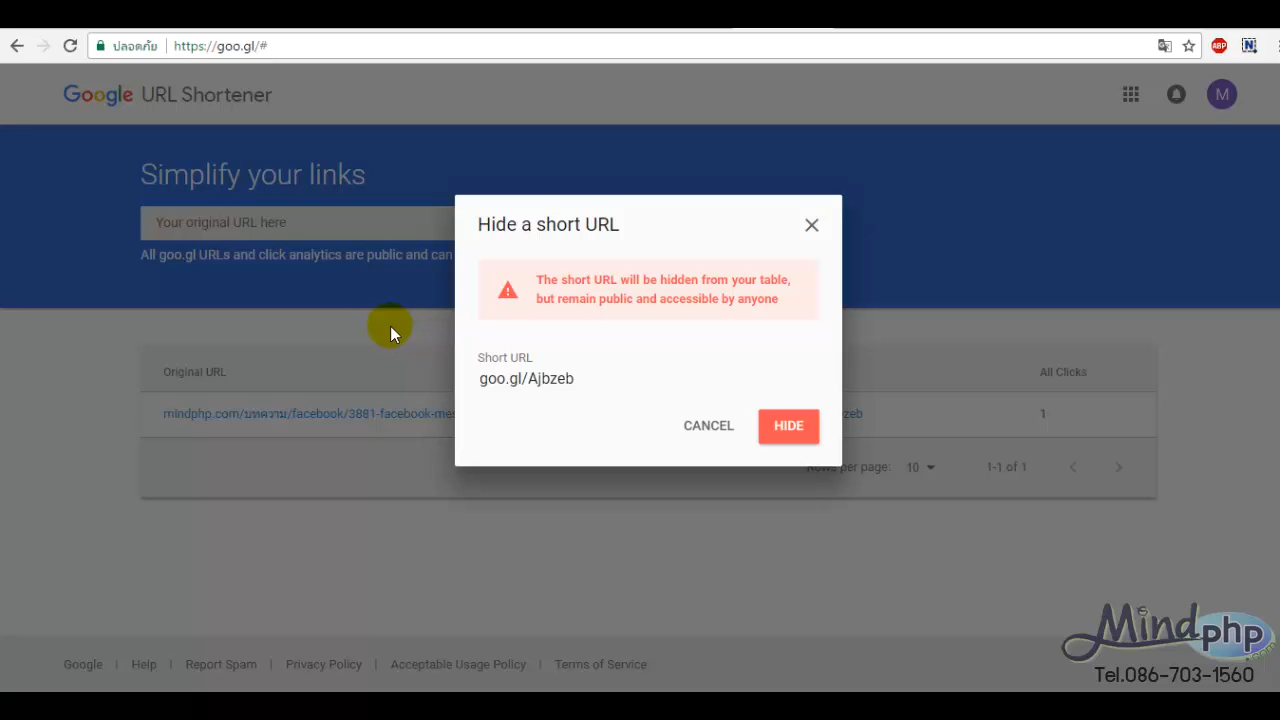 ปลอดภัย https://goo.gl/#
ABP
N
Google URL Shortener
M
Simplify your links
Your original URL here
All goo.gl URLs and click analytics are public and can
Hide a short URL
The short URL will be hidden from your table,
but remain public and accessible by anyone
Short URL
goo.gl/Ajbzeb
CANCEL HIDE
Original URL All Clicks
mindphp.com/บทความ/facebook/3881-facebook-mes zeb 1
Rows per page: 10 1-1 of 1
Google Help Report Spam Privacy Policy Acceptable Usage Policy Terms of Service
Mindphp
.com
Tel.086-703-1560